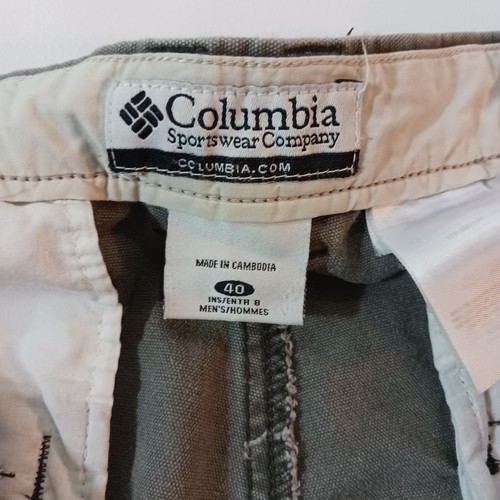 Columbia
Sportswear Company
COLUMBIA.COM
MADE IN CAMBODIA
40
INS/ENTR 8
MEN'S/HOMMES